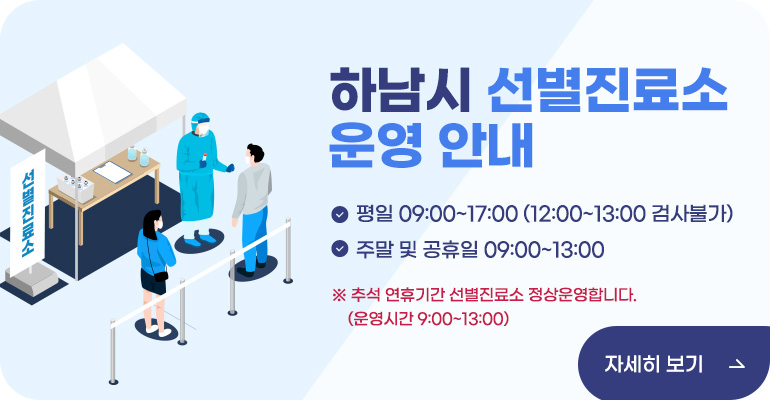 하남시 선별진료소
운영 안내
평일 09:00~17:00 (12:00~13:00 검사불가)
주말 및 공휴일 09:00~13:00
※ 추석 연휴기간 선별진료소 정상운영합니다.
(운영시간 9:00~13:00)
자세히 보기
선별진료소